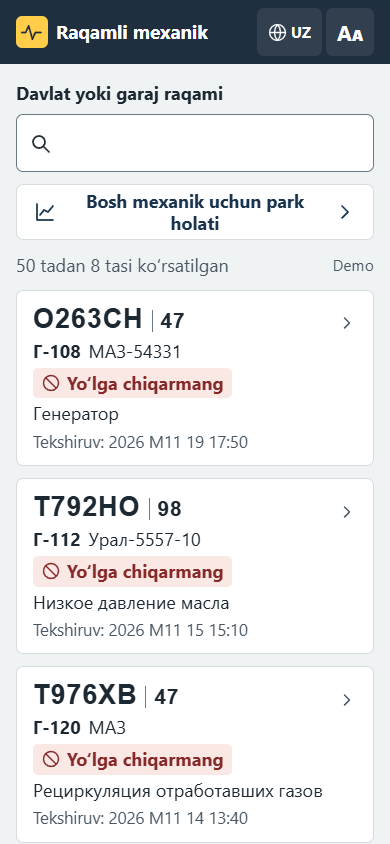 Raqamli mexanik
UZ
AA
Davlat yoki garaj raqami
Bosh mexanik uchun park
holati
50 tadan 8 tasi koʻrsatilgan
Demo
О263СН 47
Г-108 МАЗ-54331
Yoʻlga chiqarmang
Генератор
Tekshiruv: 2026 M11 19 17:50
Т792НО 98
Г-112 Урал-5557-10
Yoʻlga chiqarmang
Низкое давление масла
Tekshiruv: 2026 M11 15 15:10
Т976ХВ 47
Г-120 МАЗ
Yoʻlga chiqarmang
Рециркуляция отработавших газов
Tekshiruv: 2026 M11 14 13:40